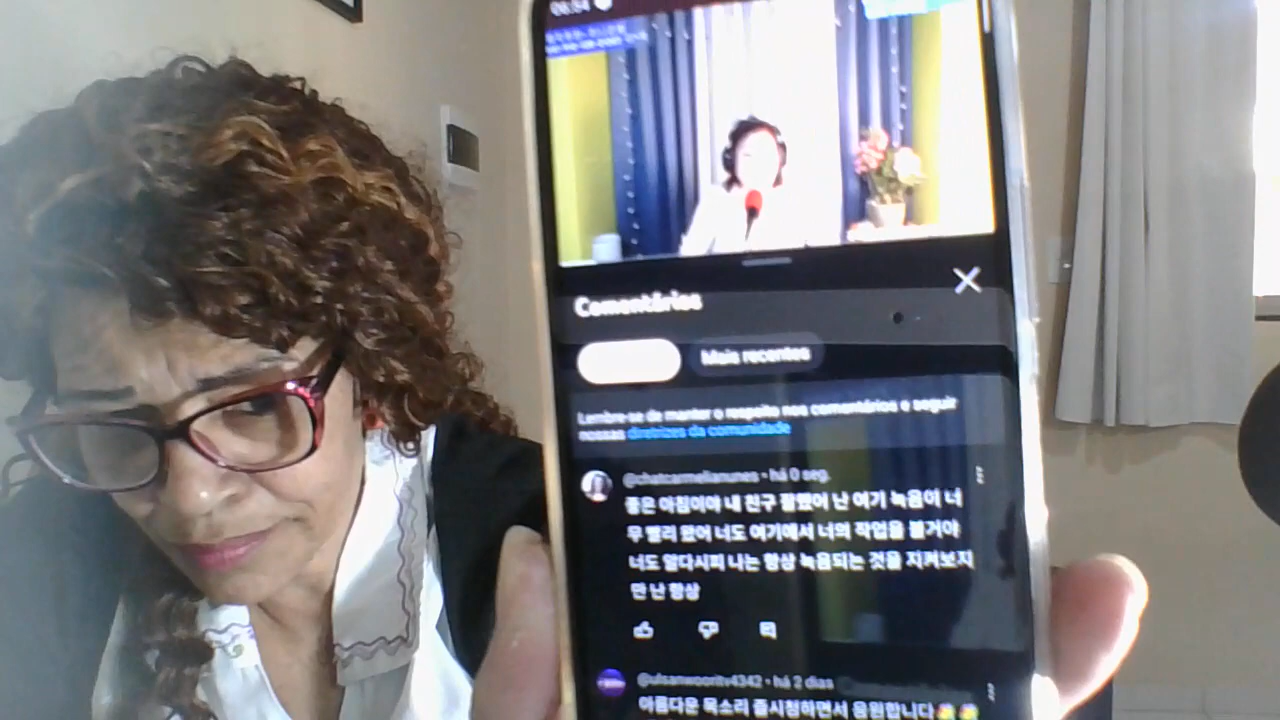 06:54
Comentários
Mais recentes
Lembre-se de manter o respeito nos comentários e seguir
nossas diretrizes da comunidade
@chatcarmelianunes • há 0 seg.
좋은 아침이야 내 친구 잘했어 난 여기 녹음이 너
무 빨리 왔어 너도 여기에서 너의 작업을 볼거야
너도 알다시피 나는 항상 녹음되는 것을 지켜보지
만 난 항상
@ulsanwooritv4342 • há 2 dias
아름다운 목소리 즐시청하면서 응원합니다